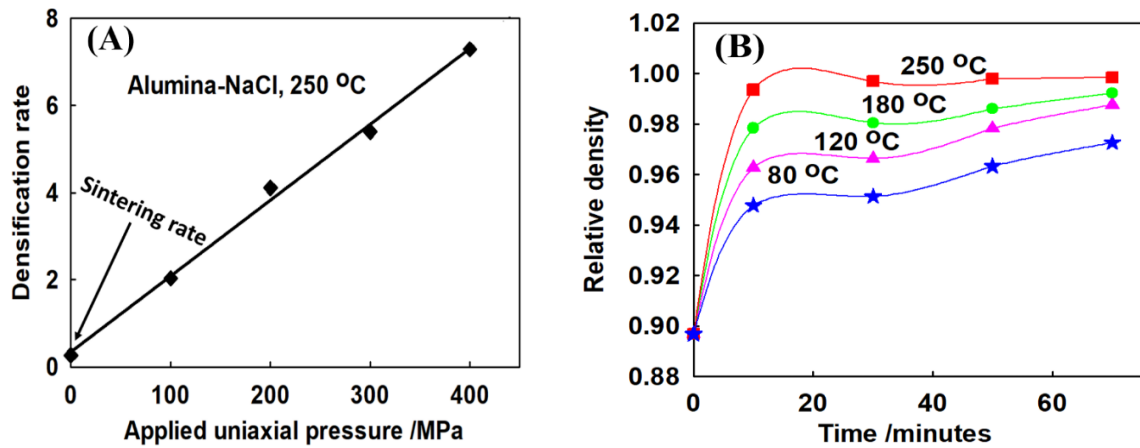 (A)
8
6
4
2
0
Densification rate
Alumina-NaCl, 250 °C
Sintering rate
0 100 200 300 400
Applied uniaxial pressure /MPa
(B)
1.02
1.00
0.98
0.96
0.94
0.92
0.90
0.88
Relative density
250 °C
180 °C
120 °C
80 °C
0 20 40 60
Time /minutes